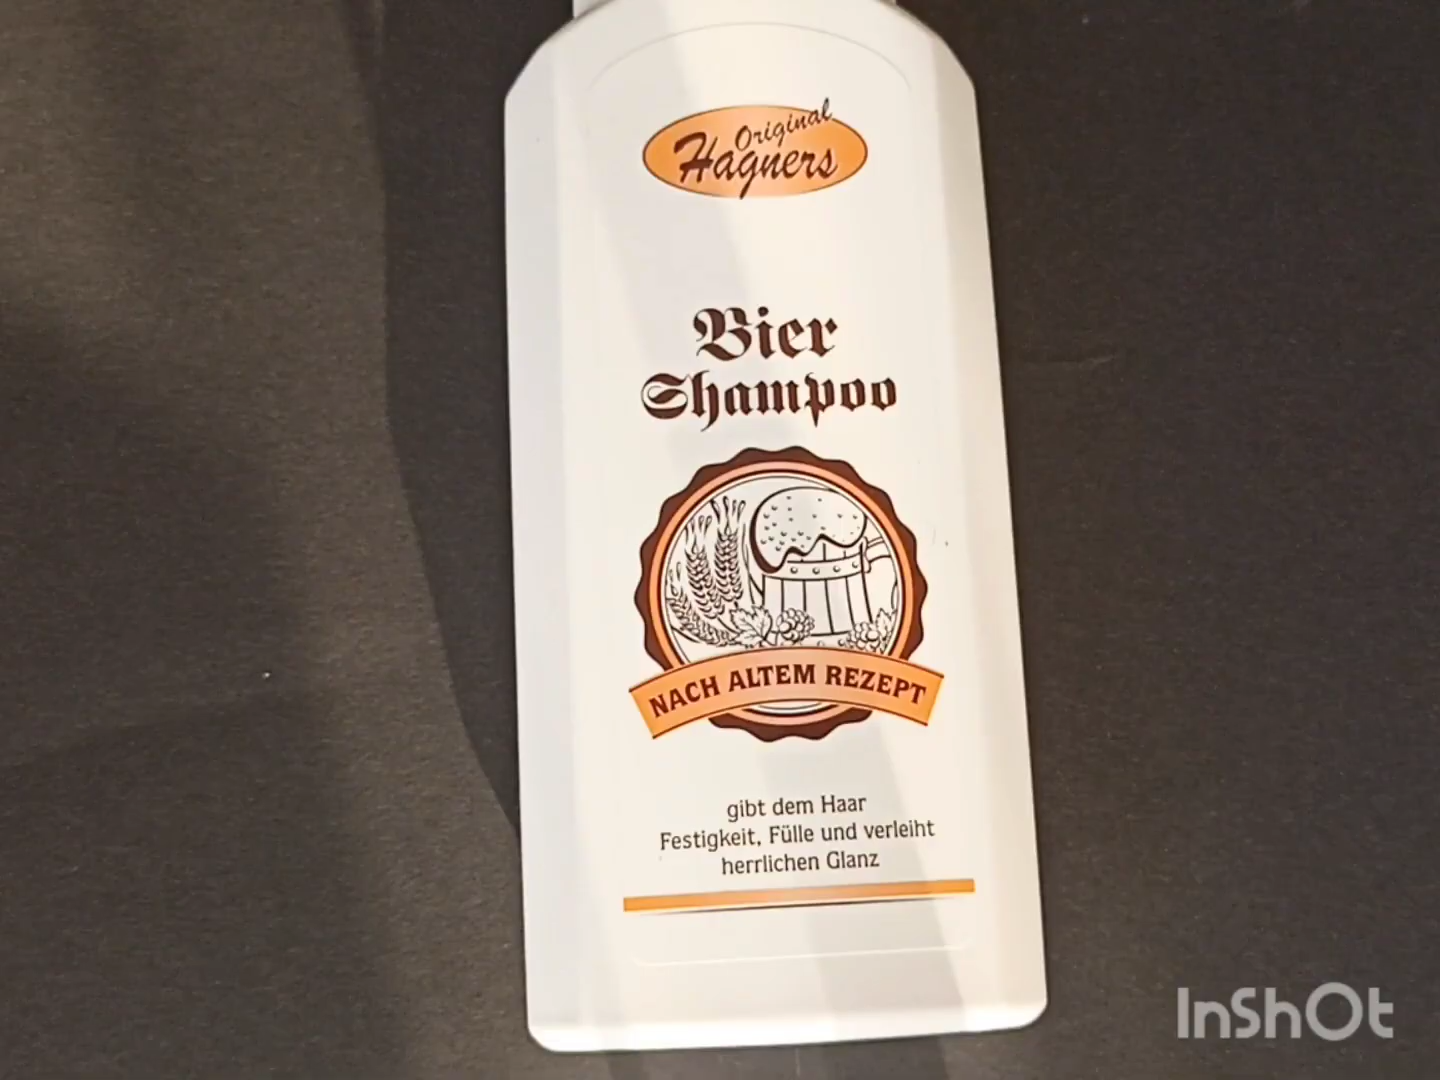 Original
Hagners
Bier
Shampoo
NACH ALTEM REZEPT
gibt dem Haar
Festigkeit, Fülle und verleiht
herrlichen Glanz
InShOt